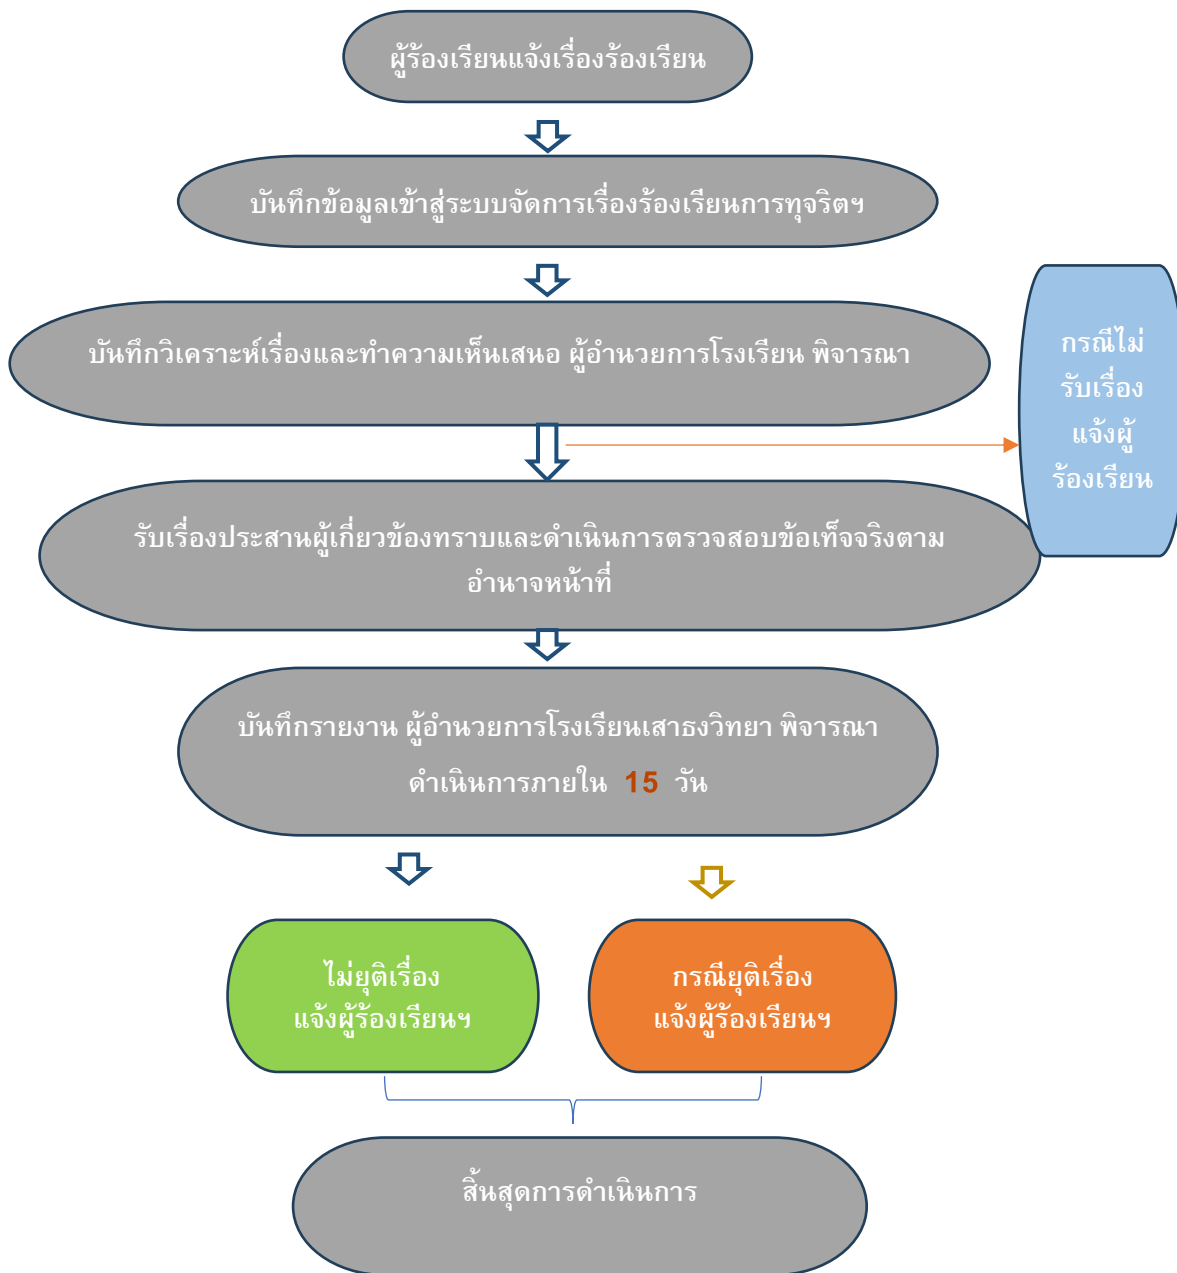 ผู้ร้องเรียนแจ้งเรื่องร้องเรียน
บันทึกข้อมูลเข้าสู่ระบบจัดการเรื่องร้องเรียนการทุจริตฯ
บันทึกวิเคราะห์เรื่องและทำความเห็นเสนอ ผู้อำนวยการโรงเรียน พิจารณา
กรณีไม่
รับเรื่อง
แจ้งผู้
ร้องเรียน
รับเรื่องประสานผู้เกี่ยวข้องทราบและดำเนินการตรวจสอบข้อเท็จจริงตาม
อำนาจหน้าที่
บันทึกรายงาน ผู้อำนวยการโรงเรียนเสาธงวิทยา พิจารณา
ดำเนินการภายใน 15 วัน
ไม่ยุติเรื่อง
แจ้งผู้ร้องเรียนฯ
กรณียุติเรื่อง
แจ้งผู้ร้องเรียนฯ
สิ้นสุดการดำเนินการ